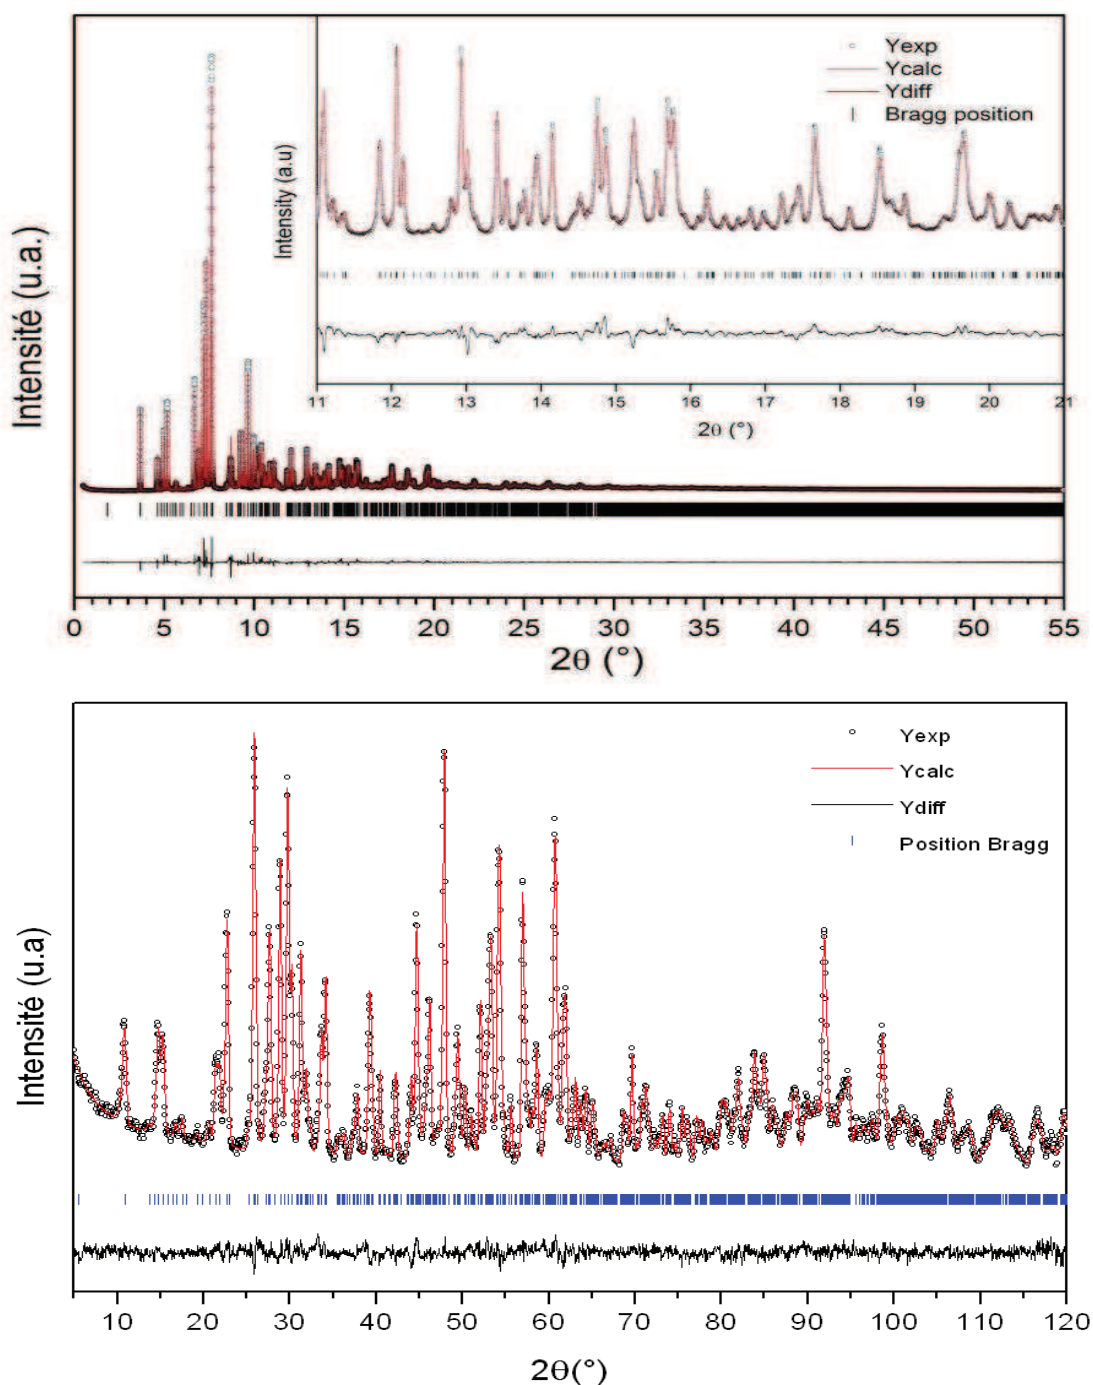 Yexp
Ycalc
Ydiff
Bragg position
Intensity (a.u)
11 12 13 14 15 16 17 18 19 20 21
2θ (°)
Intensité (u.a.)
0 5 10 15 20 25 30 35 40 45 50 55
2θ (°)
Yexp
Ycalc
Ydiff
Position Bragg
Intensité (u.a)
10 20 30 40 50 60 70 80 90 100 110 120
2θ(°)